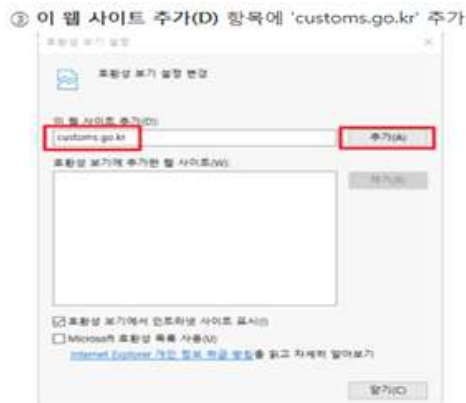 ③ 이 웹 사이트 추가(D) 항목에 'customs.go.kr' 추가
호환성 보기 설정
호환성 보기 설정 변경
이 웹 사이트 추가(D):
customs.go.kr
추가(A)
호환성 보기에 추가한 웹 사이트(W):
제거(R)
호환성 보기에서 인트라넷 사이트 표시(I)
Microsoft 호환성 목록 사용(U)
Internet Explorer 개인 정보 취급 방침을 읽고 자세히 알아보기
닫기(C)